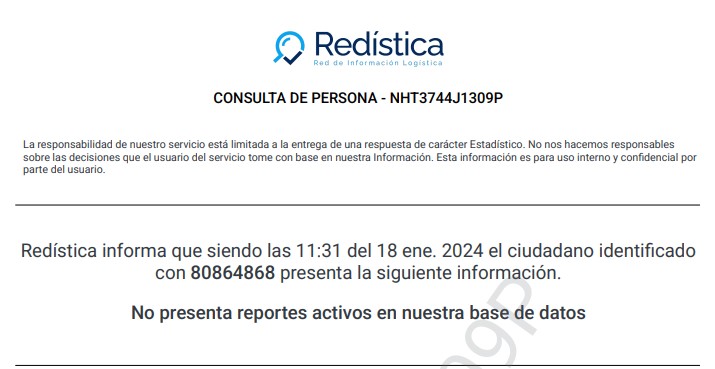 Redística
Red de Información Logística
CONSULTA DE PERSONA - NHT3744J1309P
La responsabilidad de nuestro servicio está limitada a la entrega de una respuesta de carácter Estadístico. No nos hacemos responsables
sobre las decisiones que el usuario del servicio tome con base en nuestra Información. Esta información es para uso interno y confidencial por
parte del usuario.
Redística informa que siendo las 11:31 del 18 ene. 2024 el ciudadano identificado
con 80864868 presenta la siguiente información.
No presenta reportes activos en nuestra base de datos
09P